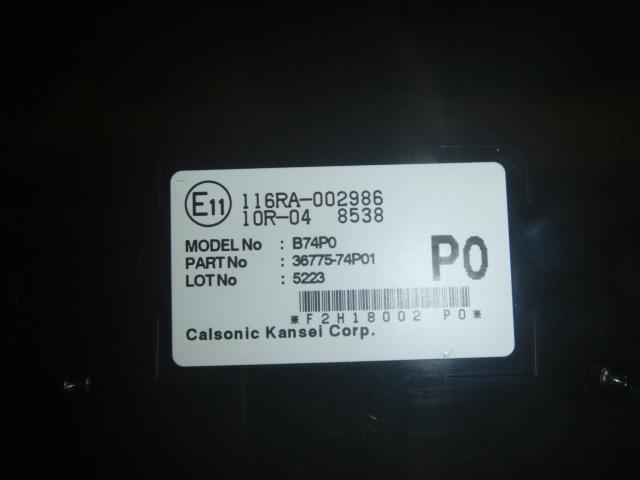 E11 116RA-002986
10R-04 8538
MODEL No : B74P0
PART No : 36775-74P01
LOT No : 5223
P0
*F2H18002 P0*
Calsonic Kansei Corp.